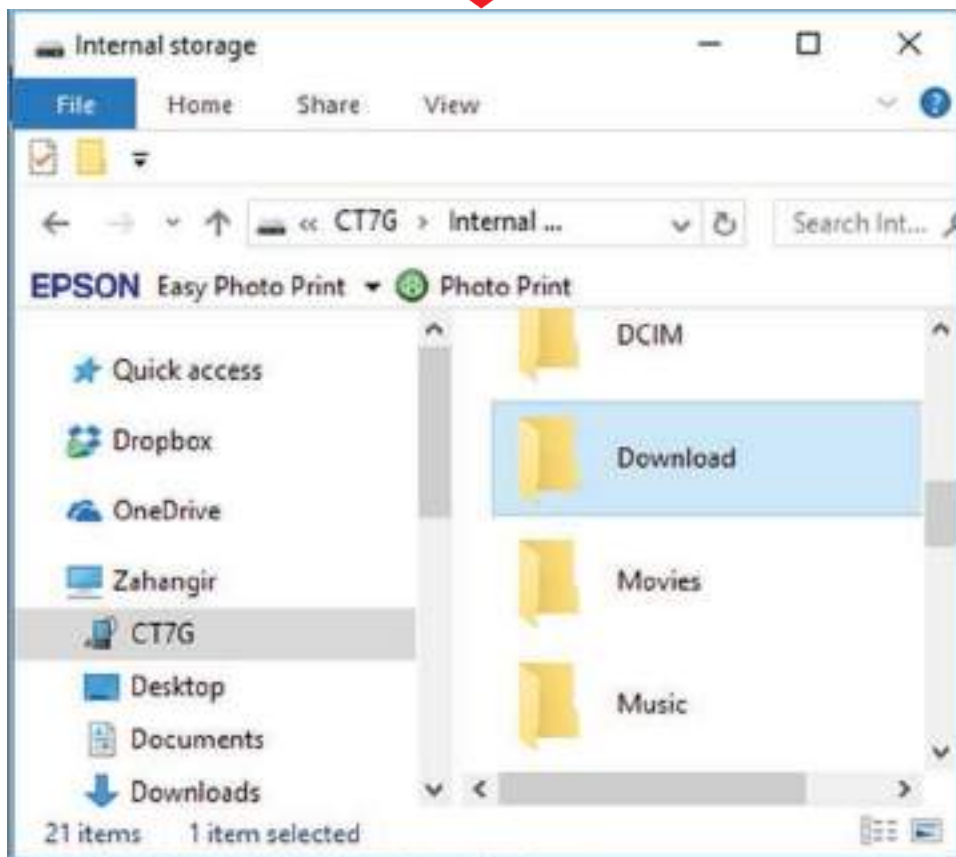 Internal storage
File Home Share View
« CT7G > Internal ... Search Int...
EPSON Easy Photo Print Photo Print
Quick access
Dropbox
OneDrive
Zahangir
CT7G
Desktop
Documents
Downloads
DCIM
Download
Movies
Music
21 items 1 item selected